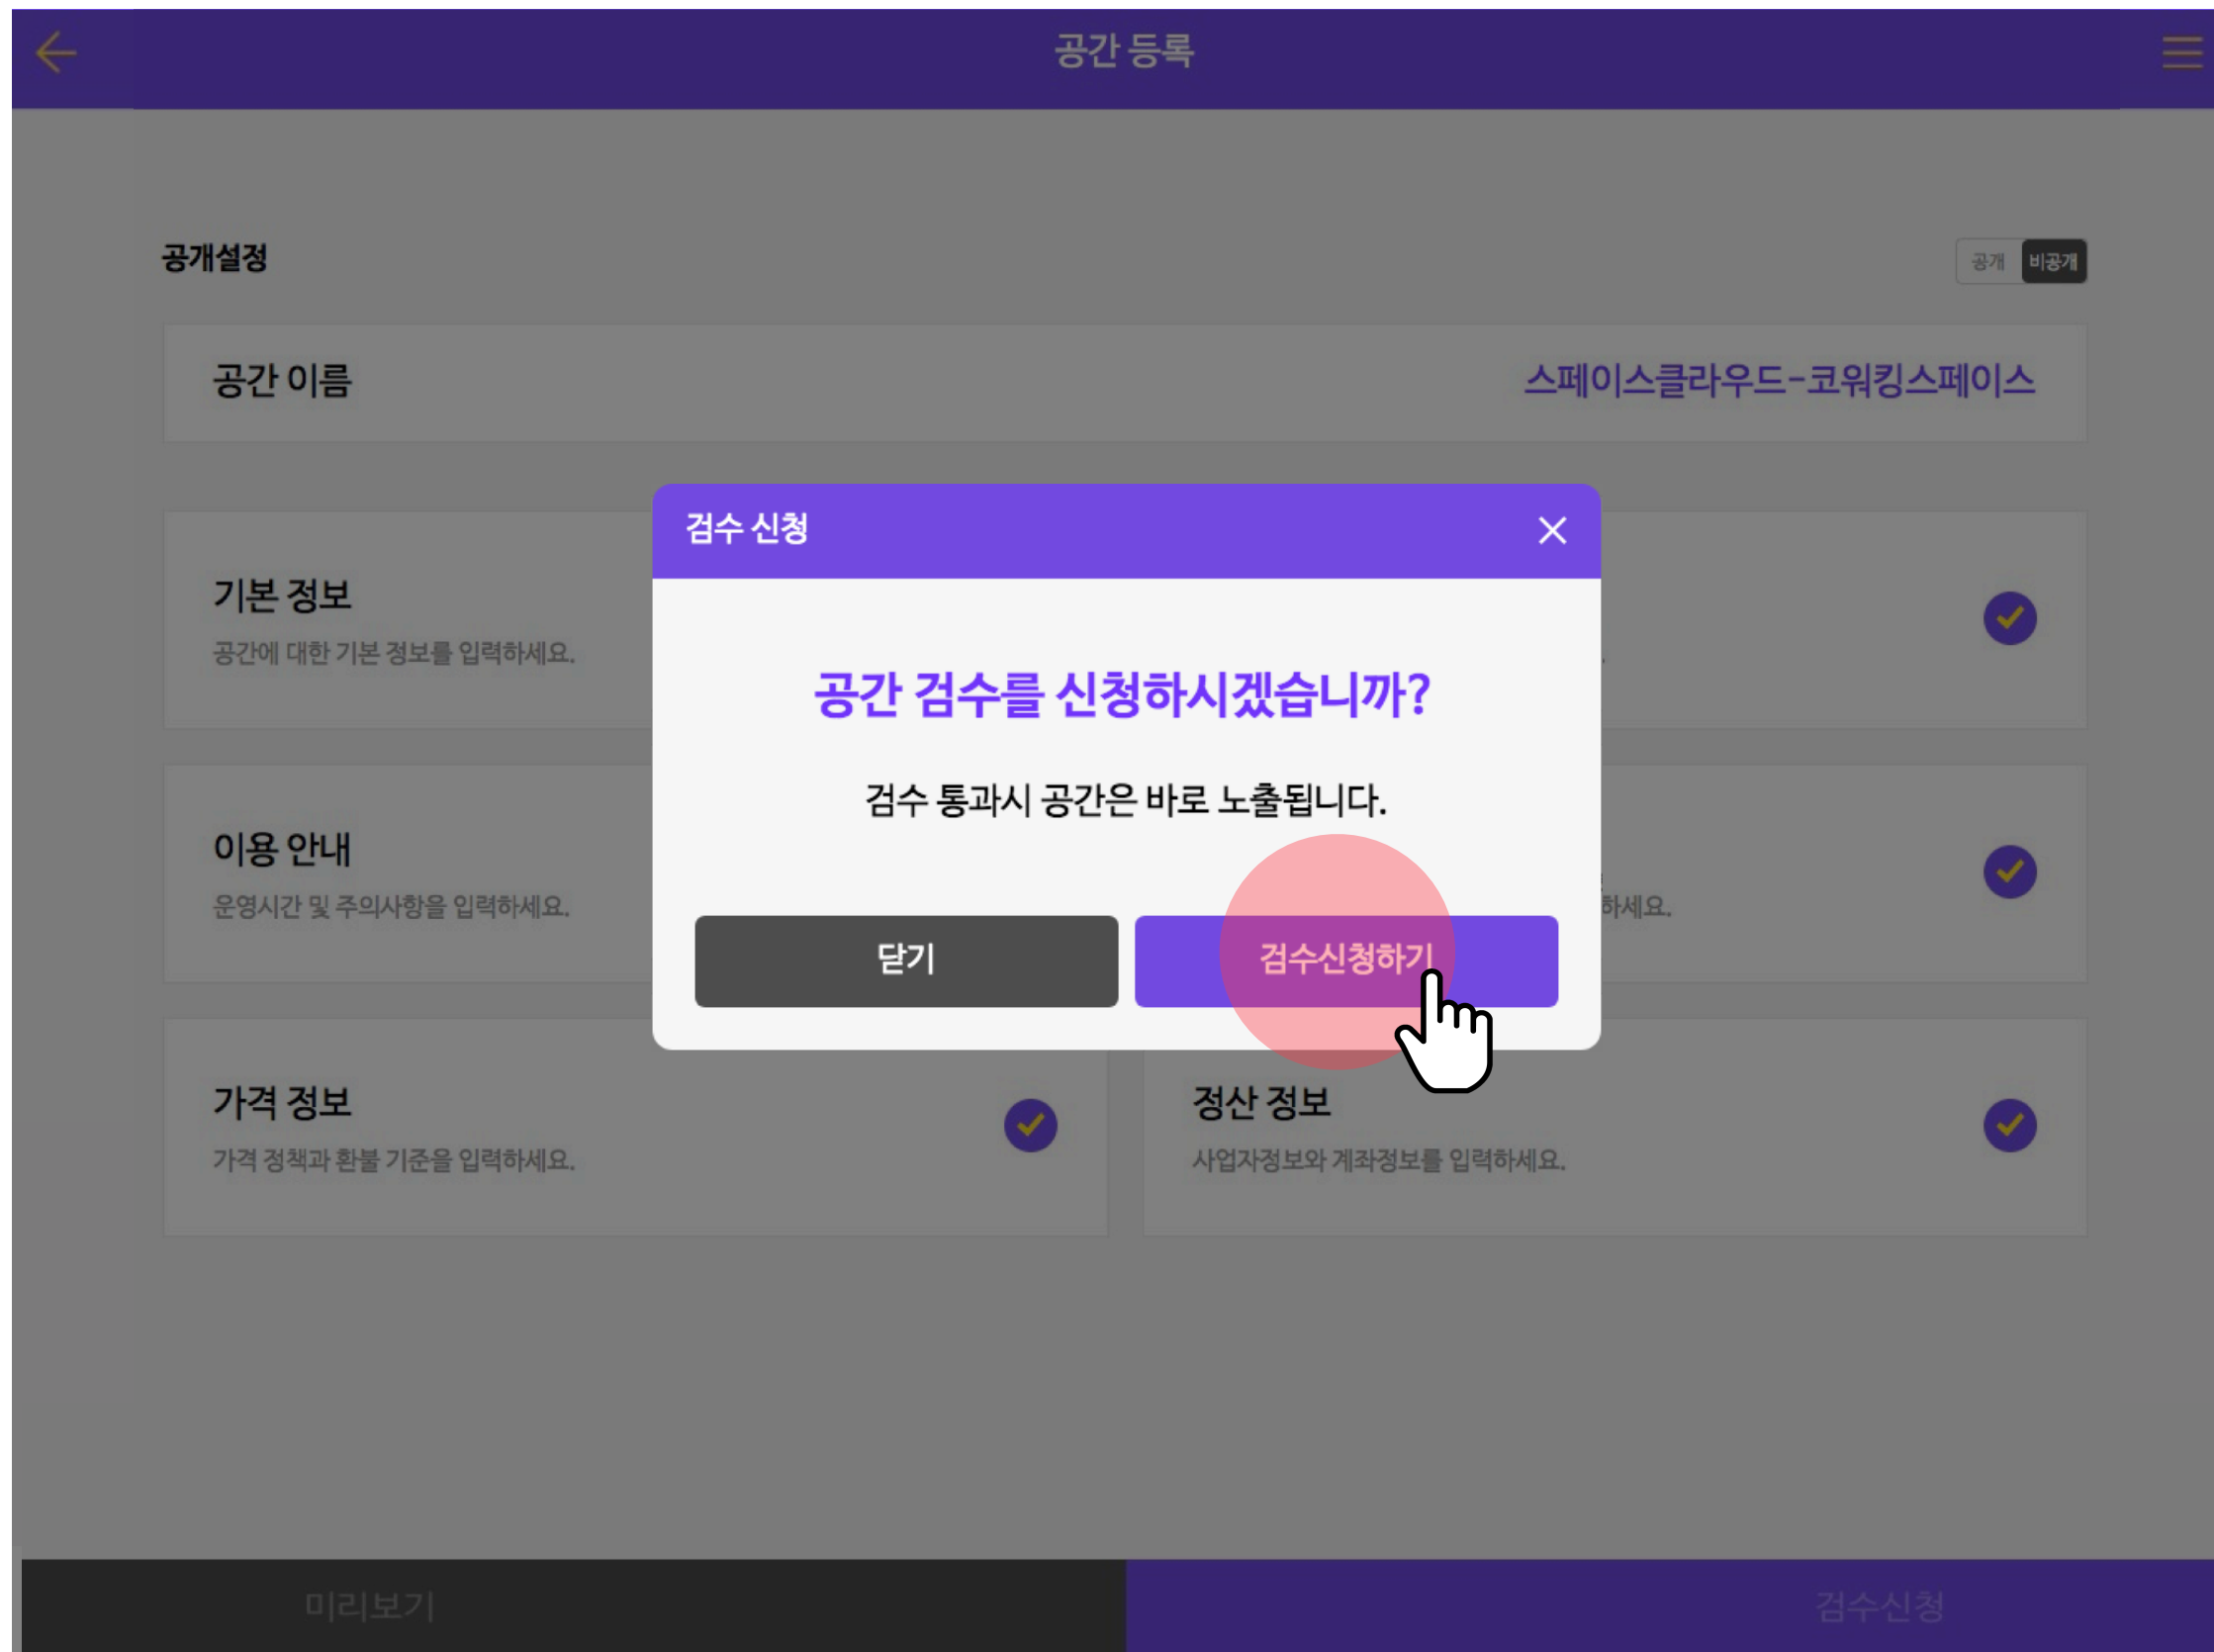 공간 등록
공개설정
공개 비공개
공간 이름
스페이스클라우드-코워킹스페이스
검수 신청
공간 검수를 신청하시겠습니까?
검수 통과시 공간은 바로 노출됩니다.
닫기
검수신청하기
기본 정보
공간에 대한 기본 정보를 입력하세요.
이용 안내
운영시간 및 주의사항을 입력하세요.
하세요.
가격 정보
가격 정책과 환불 기준을 입력하세요.
정산 정보
사업자정보와 계좌정보를 입력하세요.
미리보기
검수신청